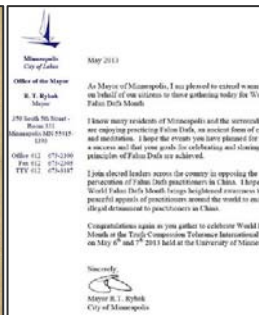 Minneapolis
City of Lakes
Office of the Mayor
R. T. Rybak
Mayor
350 South 5th Street -
Room 331
Minneapolis MN 55415-
Office 612
Fax 612
TTY 612
May 2013
As Mayor of Minneapolis, I am pleased to extend a warm
on behalf of our citizens to those gathering today for Wo
Falun Dafa Month
I know many residents of Minneapolis and the surround
are enjoying practicing Falun Dafa, an ancient form of
and meditation. I hope the events you have planned for
a success and that your goals for celebrating and sharing
principles of Falun Dafa are achieved.
I join elected leaders across the country in opposing the
persecution of Falun Dafa practitioners in China. I hope
World Falun Dafa Month brings heightened awareness
peaceful appeals of practitioners around the world to en
illegal detainment to practitioners in China.
Congratulations again as you gather to celebrate World
Month at the Truth Compassion Tolerance International
on May 6th and 7th 2013 held at the University of Minne
Sincerely,
Mayor R.T. Rybak
City of Minneapolis